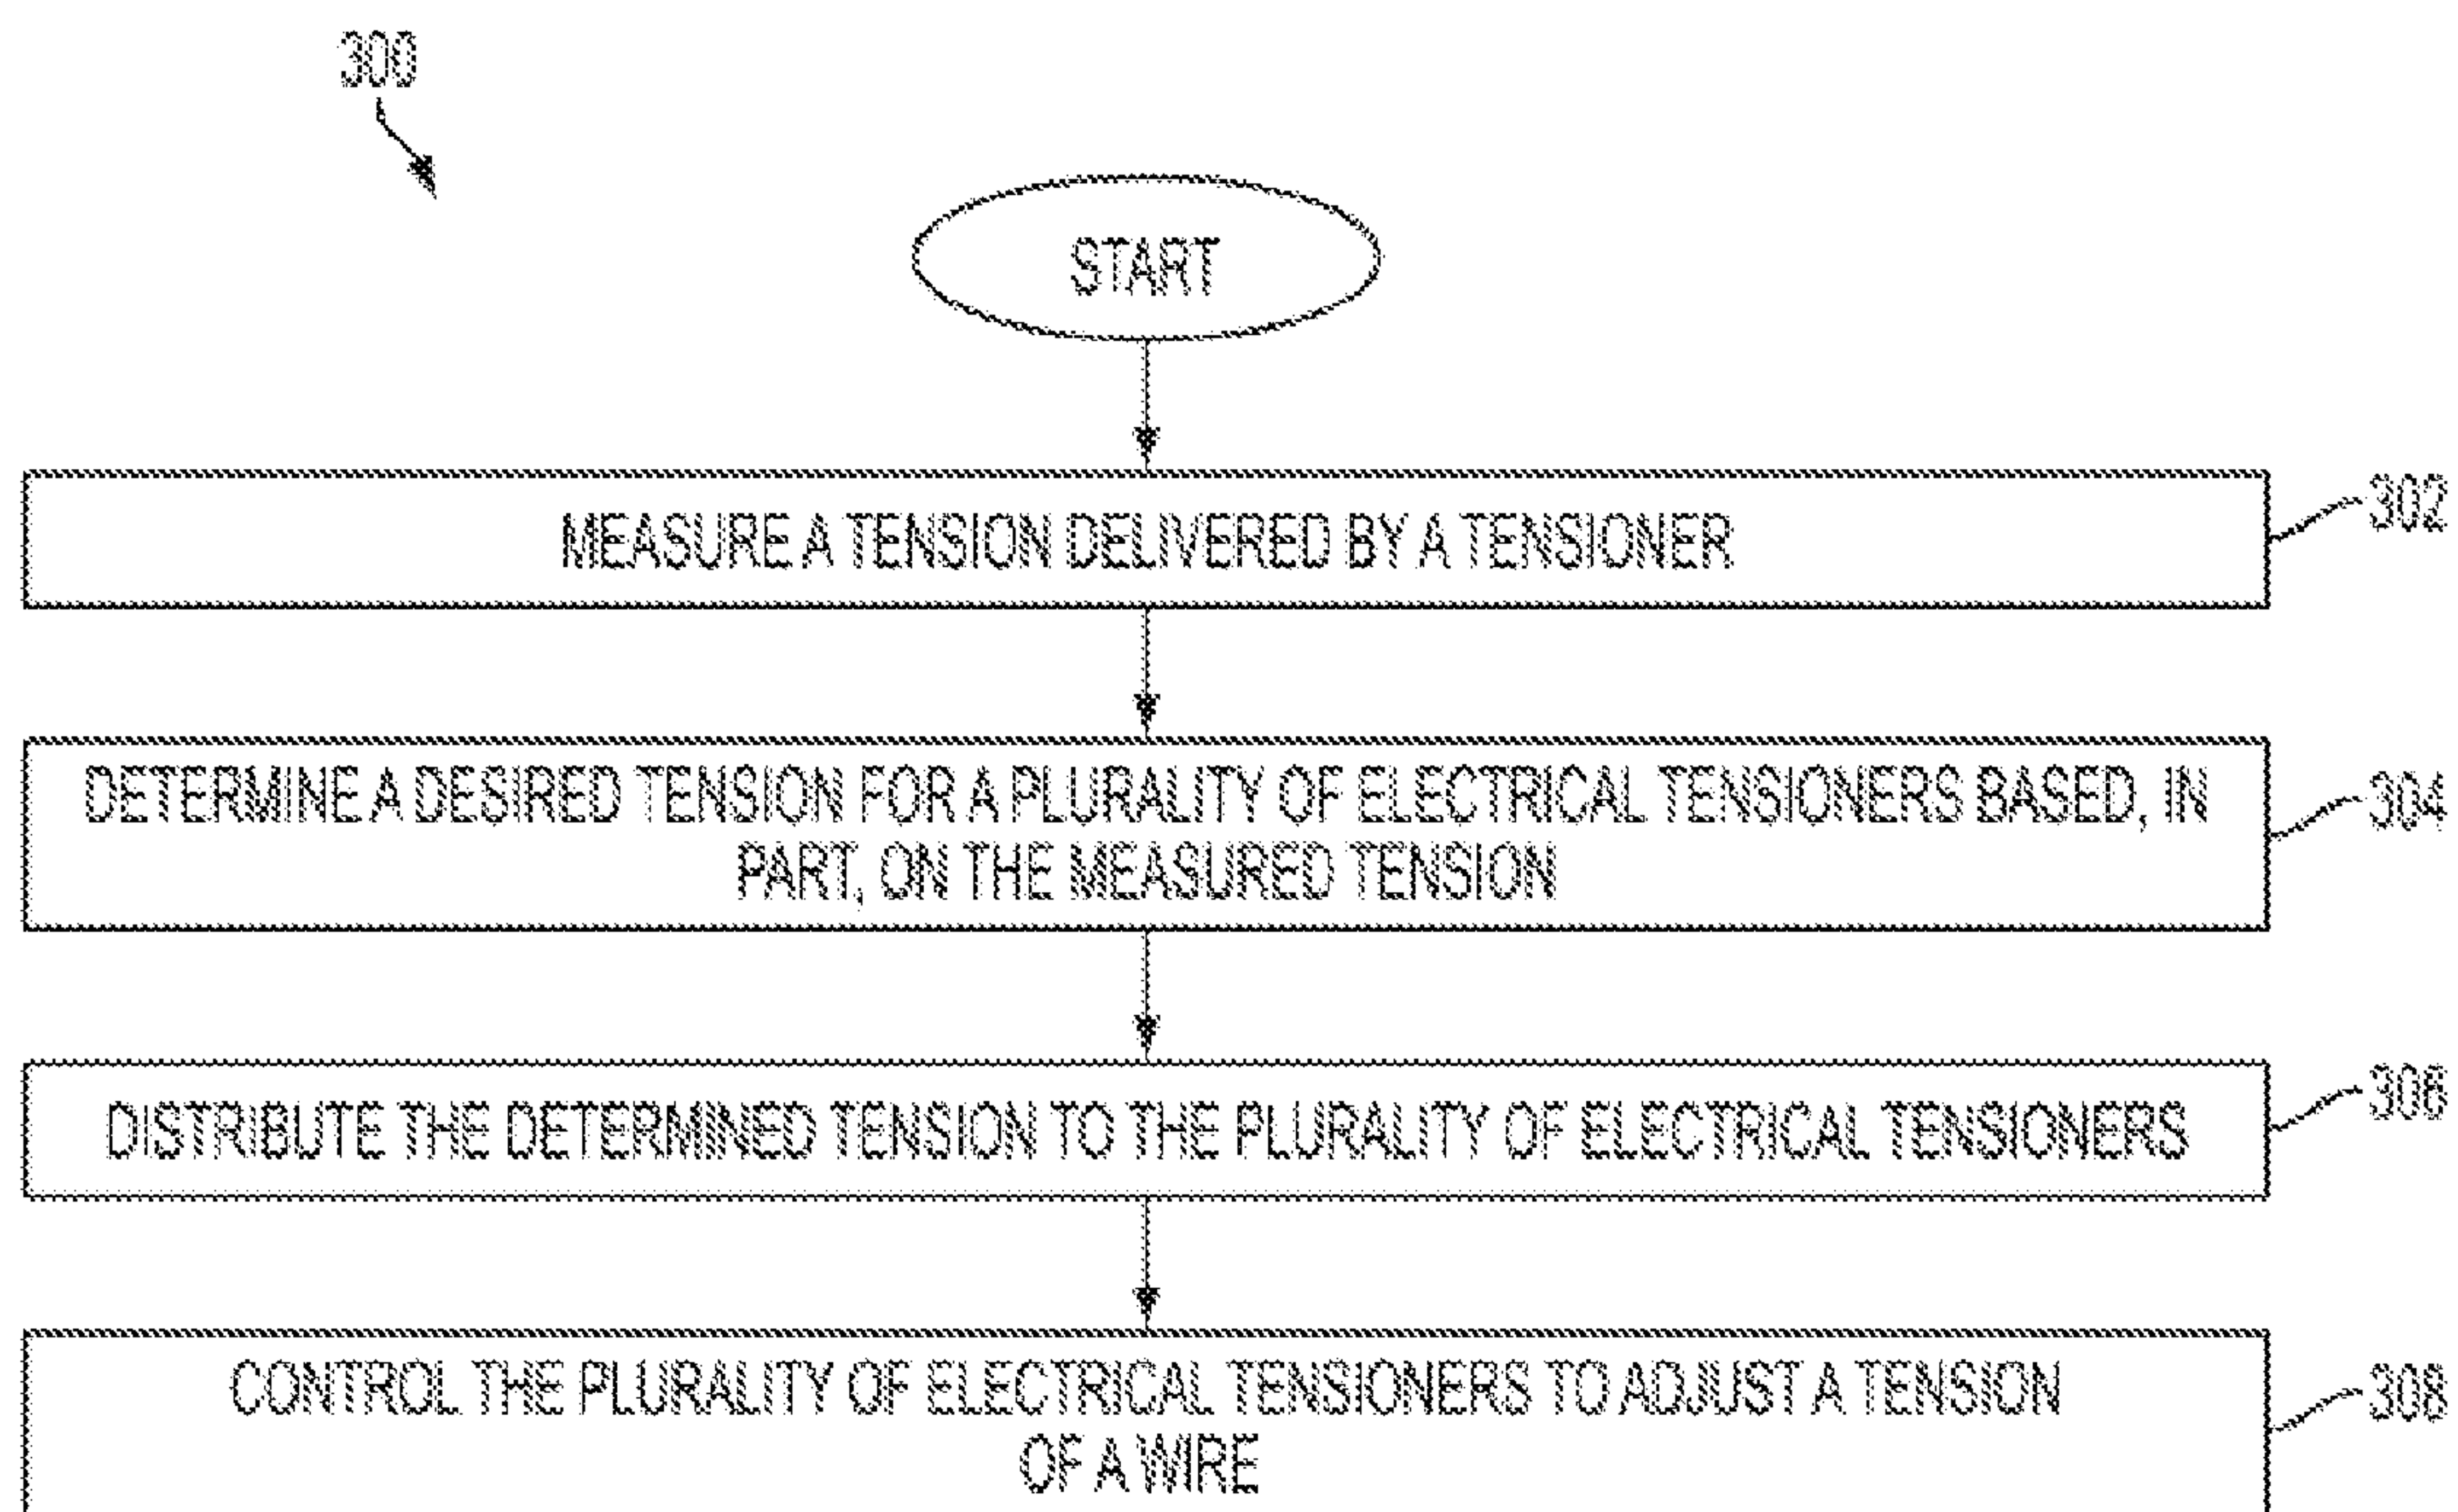 300
START
MEASURE A TENSION DELIVERED BY A TENSIONER
302
DETERMINE A DESIRED TENSION FOR A PLURALITY OF ELECTRICAL TENSIONERS BASED, IN
PART, ON THE MEASURED TENSION
304
DISTRIBUTE THE DETERMINED TENSION TO THE PLURALITY OF ELECTRICAL TENSIONERS
306
CONTROL THE PLURALITY OF ELECTRICAL TENSIONERS TO ADJUST A TENSION
OF A WIRE
308